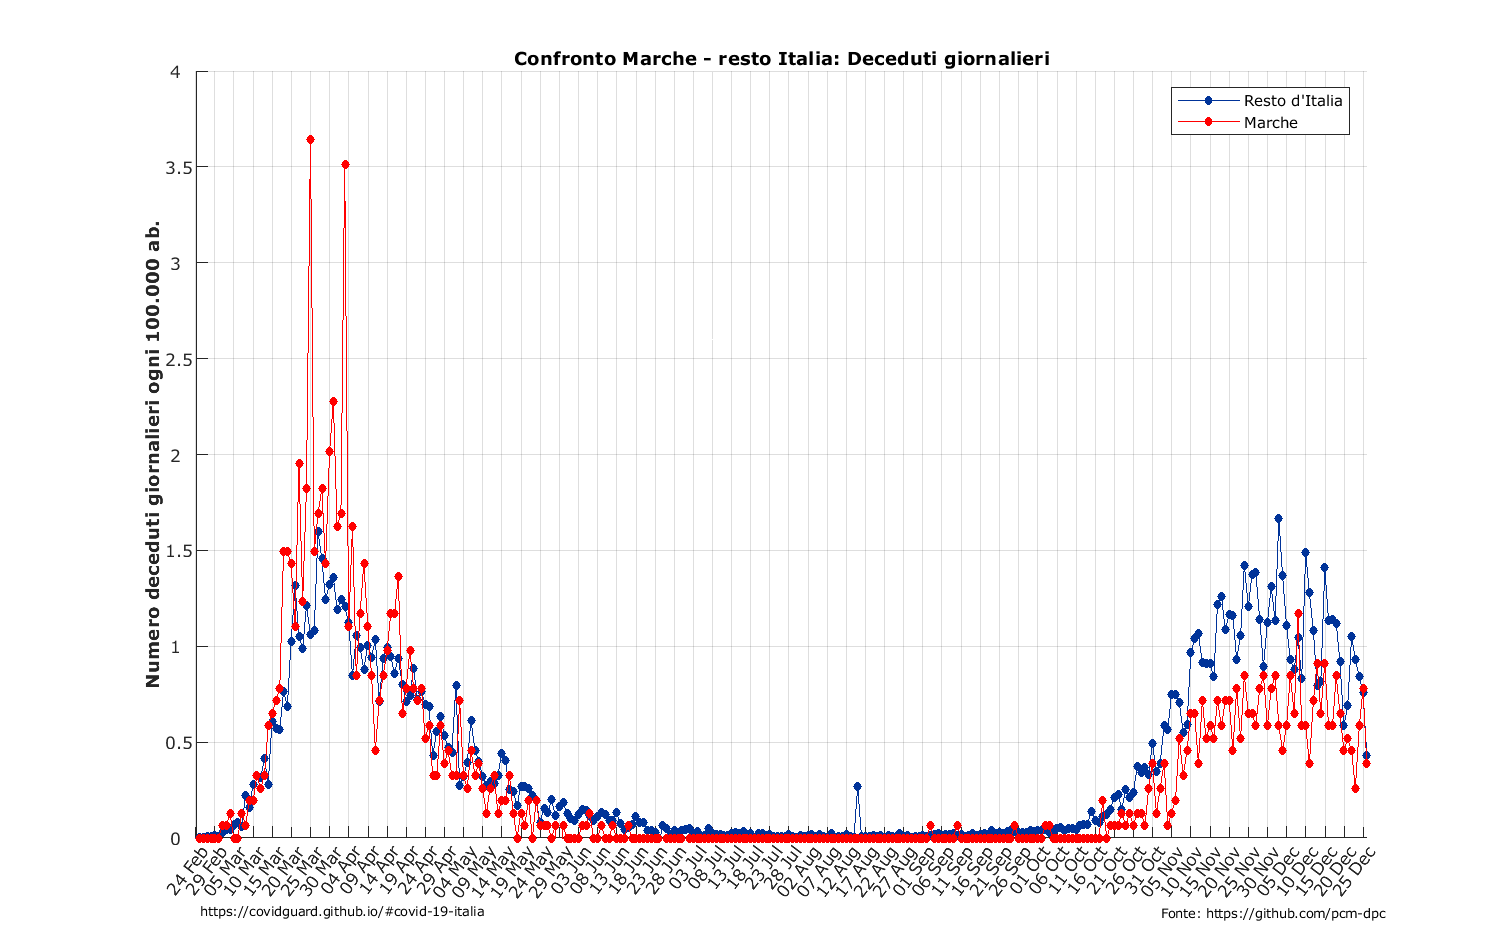 Confronto Marche - resto Italia: Deceduti giornalieri
Resto d'Italia
Marche
Numero deceduti giornalieri ogni 100.000 ab.
4
3.5
3
2.5
2
1.5
1
0.5
0
24 Feb
29 Feb
05 Mar
10 Mar
15 Mar
20 Mar
25 Mar
30 Mar
04 Apr
09 Apr
14 Apr
19 Apr
24 Apr
29 Apr
04 May
09 May
14 May
19 May
24 May
29 May
03 Jun
08 Jun
13 Jun
18 Jun
23 Jun
28 Jun
03 Jul
08 Jul
13 Jul
18 Jul
23 Jul
28 Jul
02 Aug
07 Aug
12 Aug
17 Aug
22 Aug
27 Aug
01 Sep
06 Sep
11 Sep
16 Sep
21 Sep
26 Sep
01 Oct
06 Oct
11 Oct
16 Oct
21 Oct
26 Oct
31 Oct
05 Nov
10 Nov
15 Nov
20 Nov
25 Nov
30 Nov
05 Dec
10 Dec
15 Dec
20 Dec
25 Dec
https://covidguard.github.io/#covid-19-italia
Fonte: https://github.com/pcm-dpc